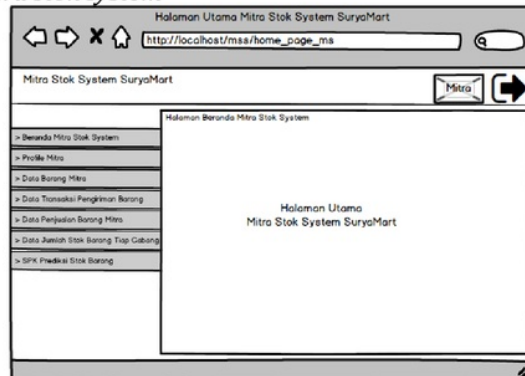 Halaman Utama Mitra Stok System SuryaMart
http://localhost/mss/home_page_ms
Mitra Stok System SuryaMart
Mitra
Halaman Beranda Mitra Stok System
> Beranda Mitra Stok System
> Profile Mitra
> Data Barang Mitra
> Data Transaksi Pengiriman Barang
> Data Penjualan Barang Mitra
> Data Jumlah Stok Barang Tiap Cabang
> SPK Prediksi Stok Barang
Halaman Utama
Mitra Stok System SuryaMart